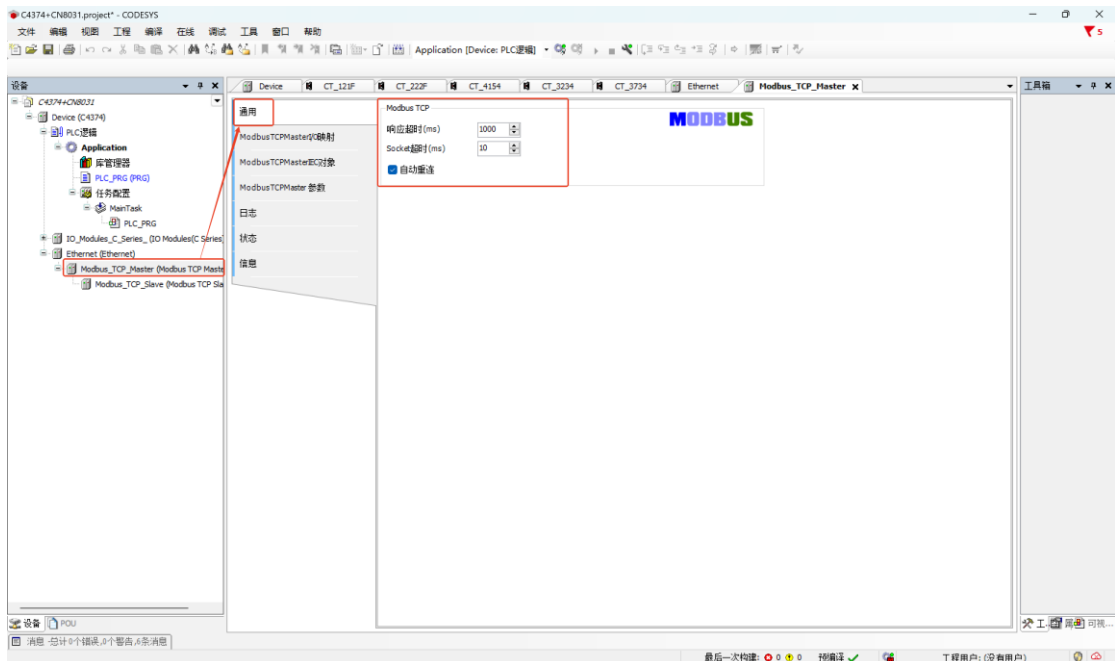 C4374+CN8031.project* - CODESYS
文件 编辑 视图 工程 编译 在线 调试 工具 窗口 帮助
5
Application [Device: PLC逻辑]
设备
Device CT_121F CT_222F CT_4154 CT_3234 CT_3734 Ethernet Modbus_TCP_Master
工具箱
C4374+CN8031
Device (C4374)
PLC逻辑
Application
库管理器
PLC_PRG (PRG)
任务配置
MainTask
PLC_PRG
IO_Modules_C_Series_ (IO Modules(C Series
Ethernet (Ethernet)
Modbus_TCP_Master (Modbus TCP Maste
Modbus_TCP_Slave (Modbus TCP Sla
通用
ModbusTCPMasterI/O映射
ModbusTCPMasterIEC对象
ModbusTCPMaster 参数
日志
状态
信息
Modbus TCP
响应超时(ms) 1000
Socket超时(ms) 10
自动重连
MODBUS
设备 POU
工.. 属 可视...
消息 -总计0个错误,0个警告,6条消息
最后一次构建: 0 0 预编译 工程用户: (没有用户)